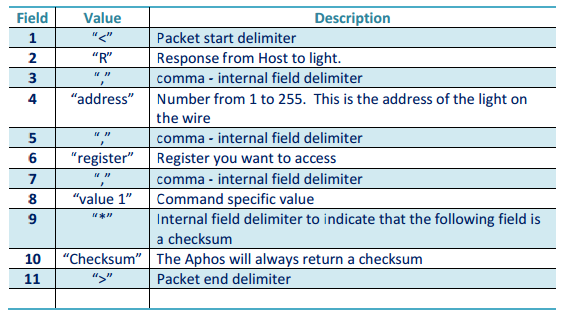 Field Value Description
1 “<” Packet start delimiter
2 “R” Response from Host to light.
3 “,” comma - internal field delimiter
4 “address” Number from 1 to 255.  This is the address of the light on
the wire
5 “,” comma - internal field delimiter
6 “register” Register you want to access
7 “,” comma - internal field delimiter
8 “value 1” Command specific value
9 “*” Internal field delimiter to indicate that the following field is
a checksum
10 “Checksum” The Aphos will always return a checksum
11 “>” Packet end delimiter